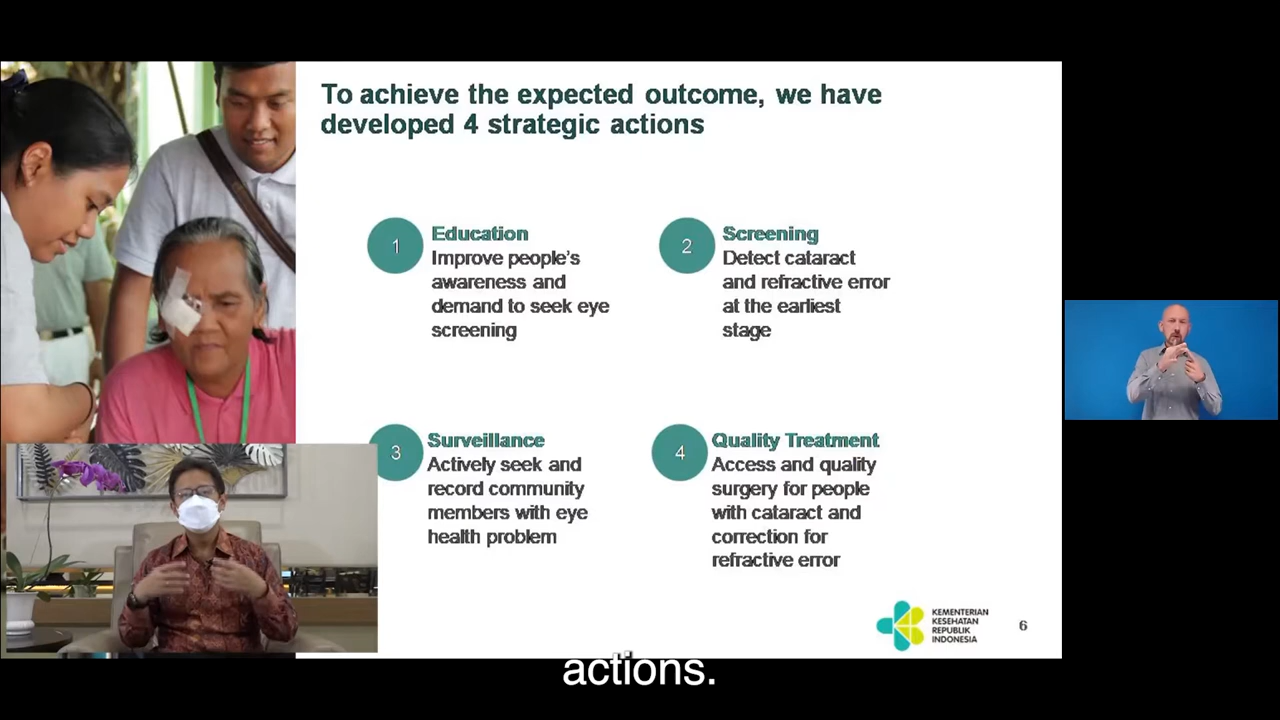 To achieve the expected outcome, we have
developed 4 strategic actions
1
Education
Improve people's
awareness and
demand to seek eye
screening
2
Screening
Detect cataract
and refractive error
at the earliest
stage
3
Surveillance
Actively seek and
record community
members with eye
health problem
4
Quality Treatment
Access and quality
surgery for people
with cataract and
correction for
refractive error
KEMENTERIAN
KESEHATAN
REPUBLIK
INDONESIA
6
actions.